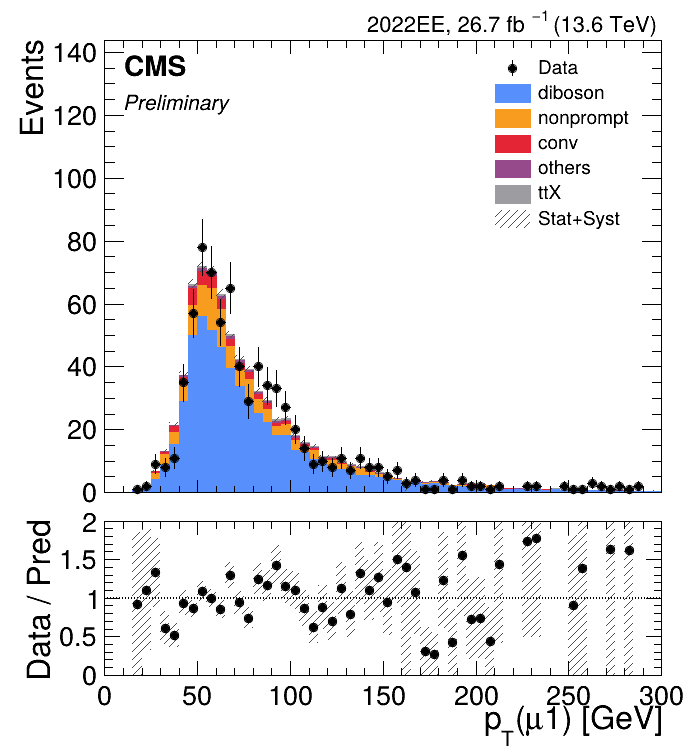 2022EE, 26.7 fb⁻¹ (13.6 TeV)
CMS
Preliminary
Events
140
120
100
80
60
40
20
0
Data
diboson
nonprompt
conv
others
ttX
Stat+Syst
Data / Pred
2
1.5
1
0.5
0
0 50 100 150 200 250 300
p_T(μ1) [GeV]